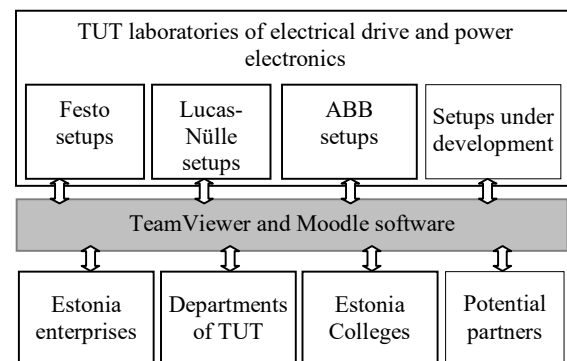 TUT laboratories of electrical drive and power
electronics
Festo
setups
Lucas-
Nülle
setups
ABB
setups
Setups under
development
TeamViewer and Moodle software
Estonia
enterprises
Departments
of TUT
Estonia
Colleges
Potential
partners